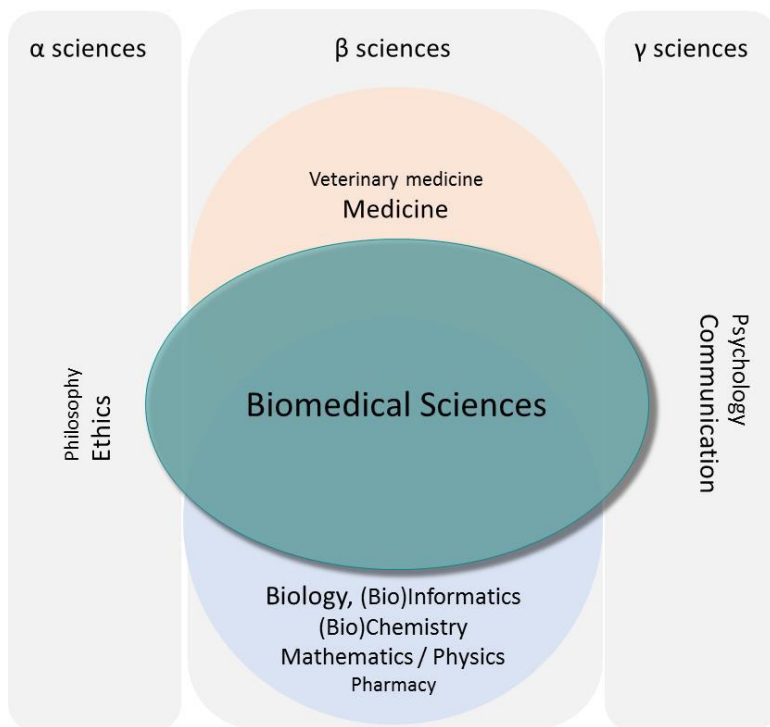 α sciences
β sciences
γ sciences
Veterinary medicine
Medicine
Philosophy
Ethics
Biomedical Sciences
Psychology
Communication
Biology, (Bio)Informatics
(Bio)Chemistry
Mathematics / Physics
Pharmacy